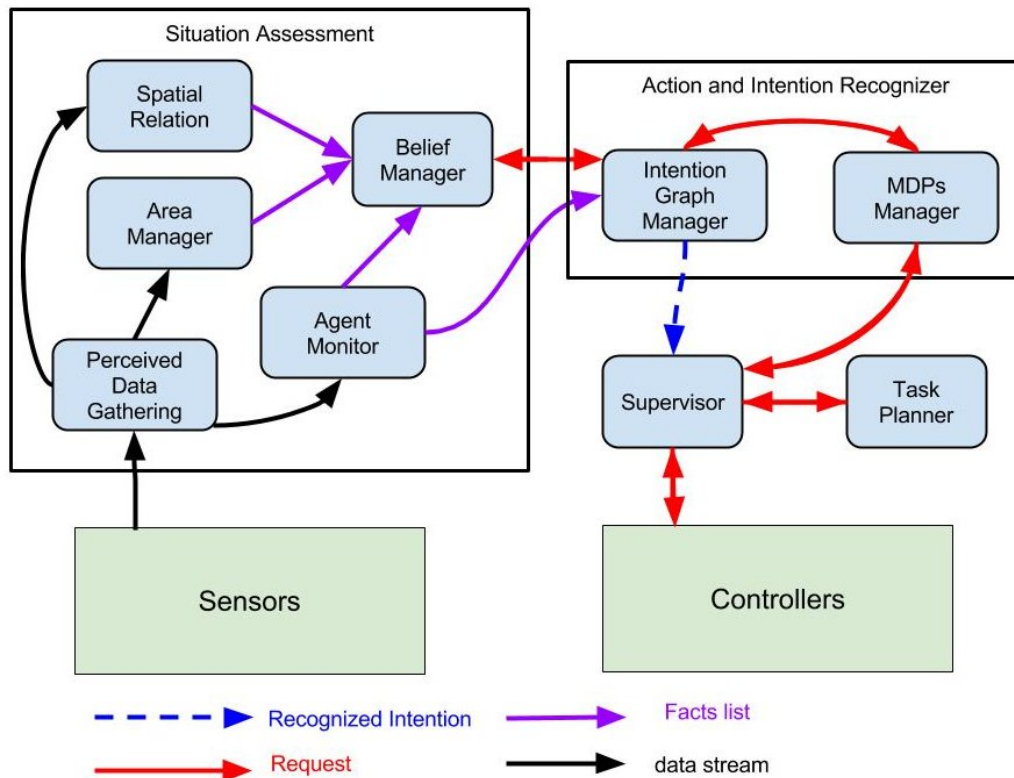 Situation Assessment
Spatial
Relation
Belief
Manager
Area
Manager
Agent
Monitor
Perceived
Data
Gathering
Action and Intention Recognizer
Intention
Graph
Manager
MDPs
Manager
Supervisor
Task
Planner
Sensors
Controllers
Recognized Intention
Facts list
Request
data stream